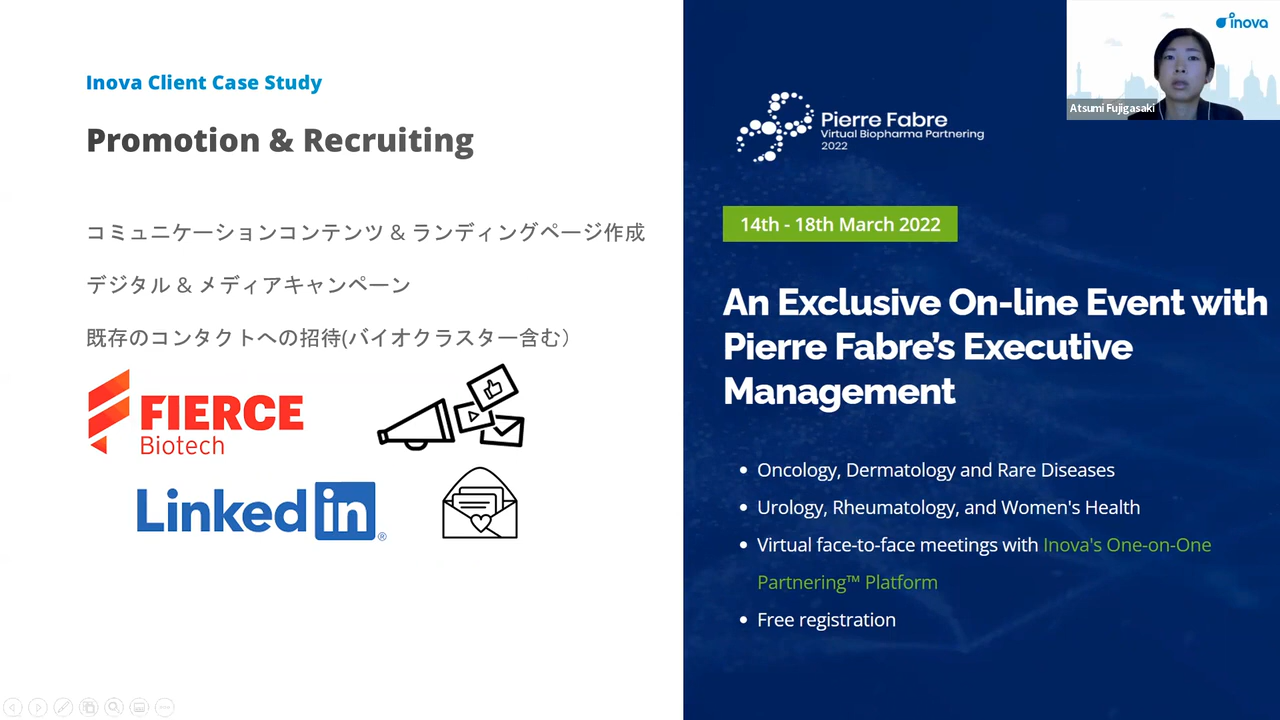 Inova Client Case Study
Promotion & Recruiting
コミュニケーションコンテンツ & ランディングページ作成
デジタル & メディアキャンペーン
既存のコンタクトへの招待(バイオクラスター含む）
FIERCE
Biotech
Linked in®
Pierre Fabre
Virtual Biopharma Partnering
2022
14th - 18th March 2022
An Exclusive On-line Event with
Pierre Fabre’s Executive
Management
• Oncology, Dermatology and Rare Diseases
• Urology, Rheumatology, and Women's Health
• Virtual face-to-face meetings with Inova's One-on-One
Partnering™ Platform
• Free registration
inova
Atsumi Fujigasaki